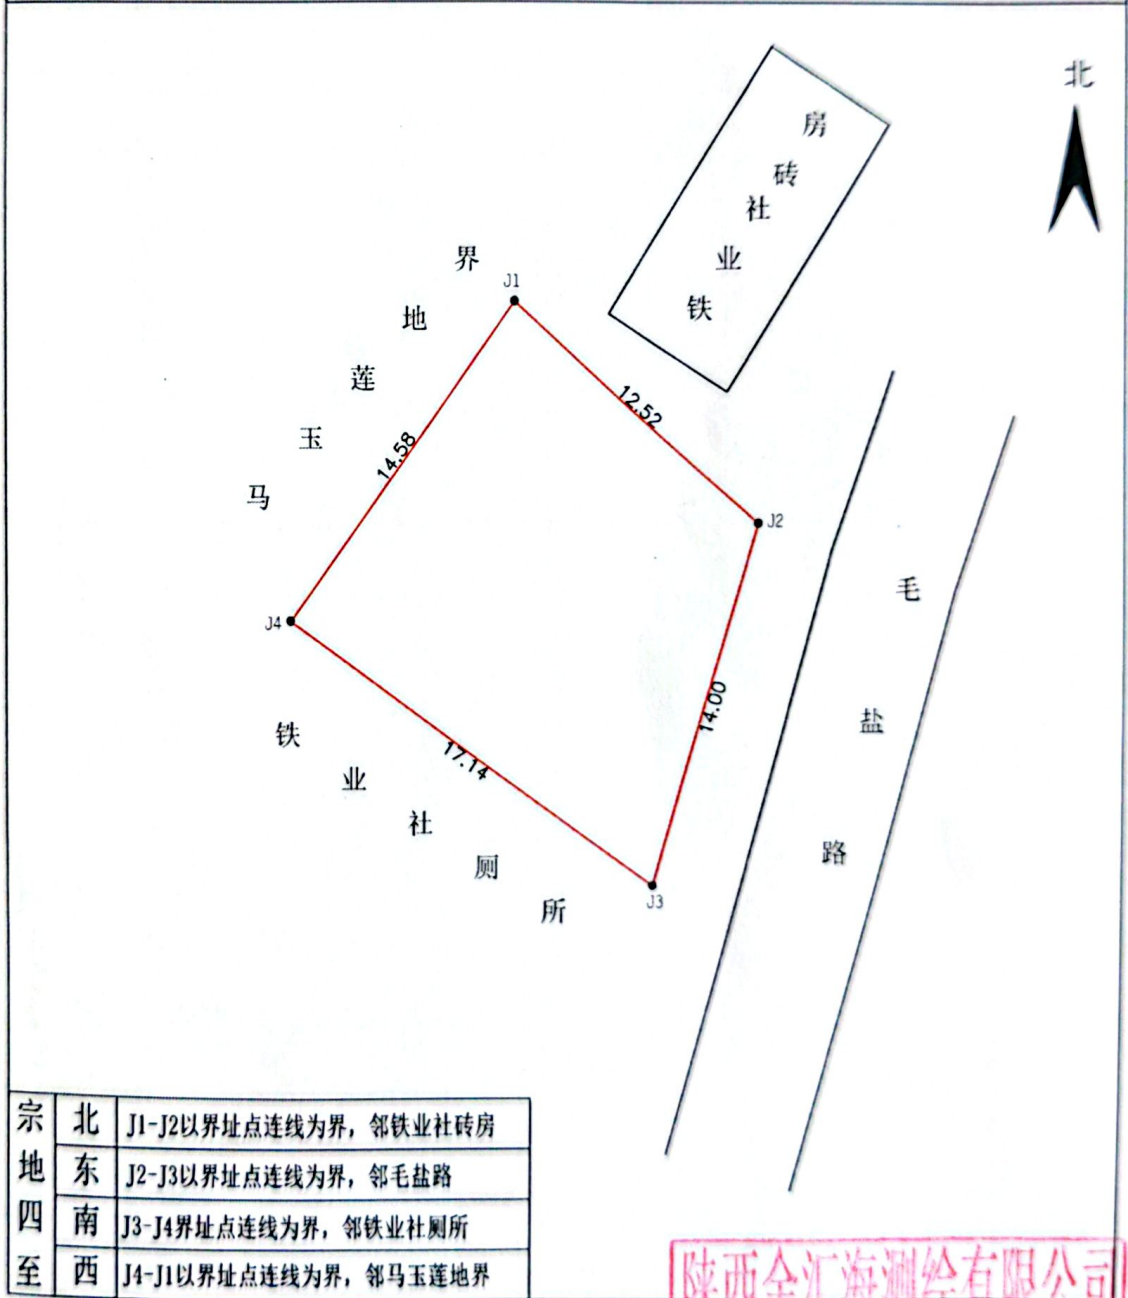 北
房
砖
社
业
铁
界
地
莲
玉
马
J1
12.52
14.58
J2
J4
14.00
17.14
J3
毛
盐
路
铁
业
社
厕
所
宗地四至
北 J1-J2以界址点连线为界，邻铁业社砖房
东 J2-J3以界址点连线为界，邻毛盐路
南 J3-J4界址点连线为界，邻铁业社厕所
西 J4-J1以界址点连线为界，邻马玉莲地界
陕西全汇海测绘有限公司